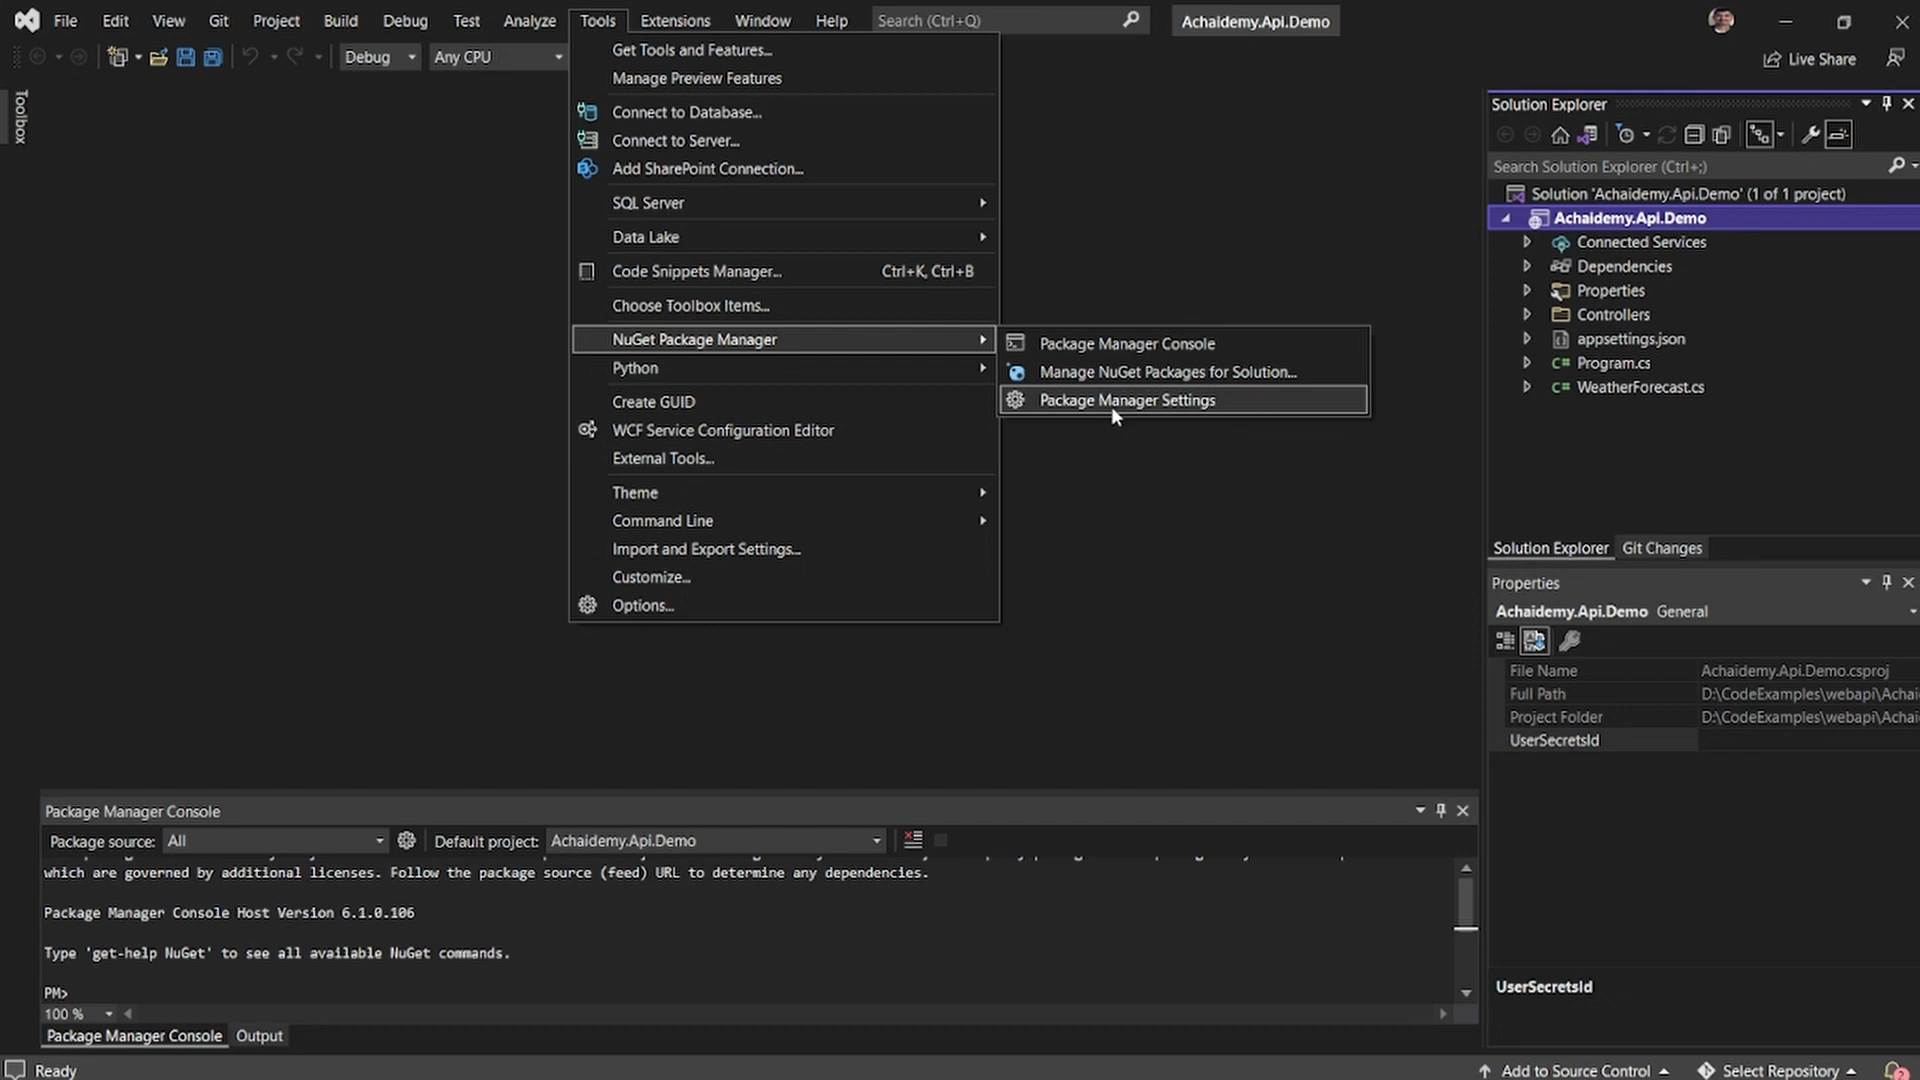 File Edit View Git Project Build Debug Test Analyze Tools Extensions Window Help Search (Ctrl+Q) Achaidemy.Api.Demo
Debug Any CPU Live Share
Toolbox
Get Tools and Features...
Manage Preview Features
Connect to Database...
Connect to Server...
Add SharePoint Connection...
SQL Server
Data Lake
Code Snippets Manager... Ctrl+K, Ctrl+B
Choose Toolbox Items...
NuGet Package Manager
Python
Create GUID
WCF Service Configuration Editor
External Tools...
Theme
Command Line
Import and Export Settings...
Customize...
Options...
Package Manager Console
Manage NuGet Packages for Solution...
Package Manager Settings
Solution Explorer
Search Solution Explorer (Ctrl+;)
Solution 'Achaidemy.Api.Demo' (1 of 1 project)
Achaidemy.Api.Demo
Connected Services
Dependencies
Properties
Controllers
appsettings.json
C# Program.cs
C# WeatherForecast.cs
Solution Explorer Git Changes
Properties
Achaidemy.Api.Demo General
File Name Achaidemy.Api.Demo.csproj
Full Path D:\CodeExamples\webapi\Achai
Project Folder D:\CodeExamples\webapi\Achai
UserSecretsId
UserSecretsId
Package Manager Console
Package source: All Default project: Achaidemy.Api.Demo
which are governed by additional licenses. Follow the package source (feed) URL to determine any dependencies.
Package Manager Console Host Version 6.1.0.106
Type 'get-help NuGet' to see all available NuGet commands.
PM>
100 %
Package Manager Console Output
Ready Add to Source Control Select Repository 2